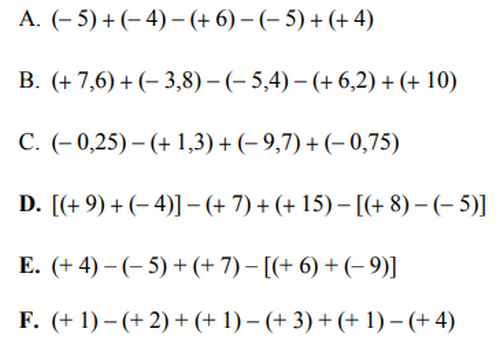 A. (– 5) + (– 4) – (+ 6) – (– 5) + (+ 4)
B. (+ 7,6) + (– 3,8) – (– 5,4) – (+ 6,2) + (+ 10)
C. (– 0,25) – (+ 1,3) + (– 9,7) + (– 0,75)
D. [(+ 9) + (– 4)] – (+ 7) + (+ 15) – [(+ 8) – (– 5)]
E. (+ 4) – (– 5) + (+ 7) – [(+ 6) + (– 9)]
F. (+ 1) – (+ 2) + (+ 1) – (+ 3) + (+ 1) – (+ 4)